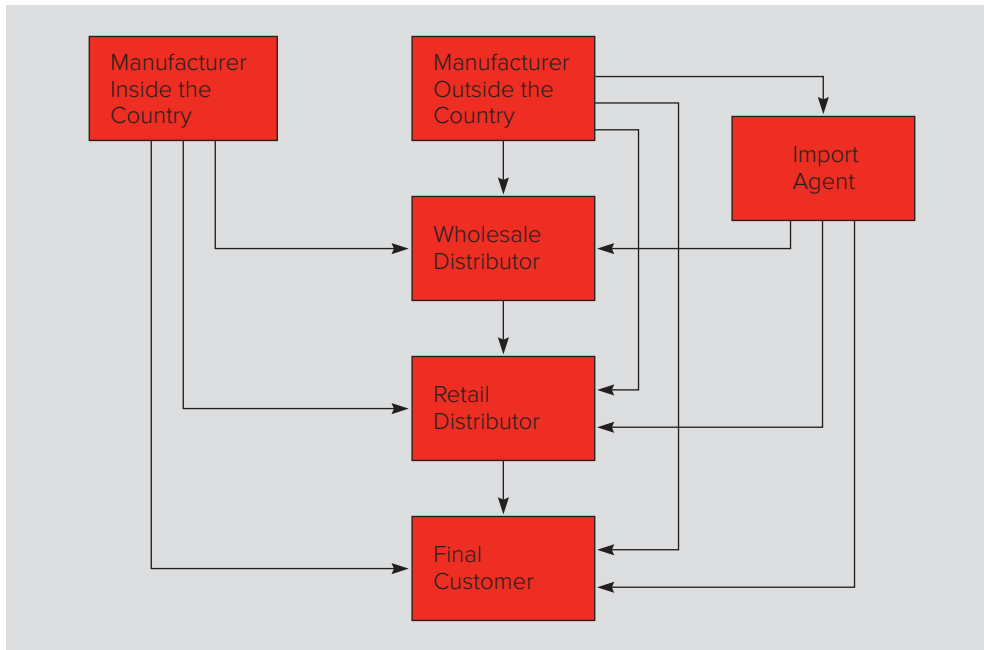 Manufacturer
Inside the
Country
Manufacturer
Outside the
Country
Import
Agent
Wholesale
Distributor
Retail
Distributor
Final
Customer